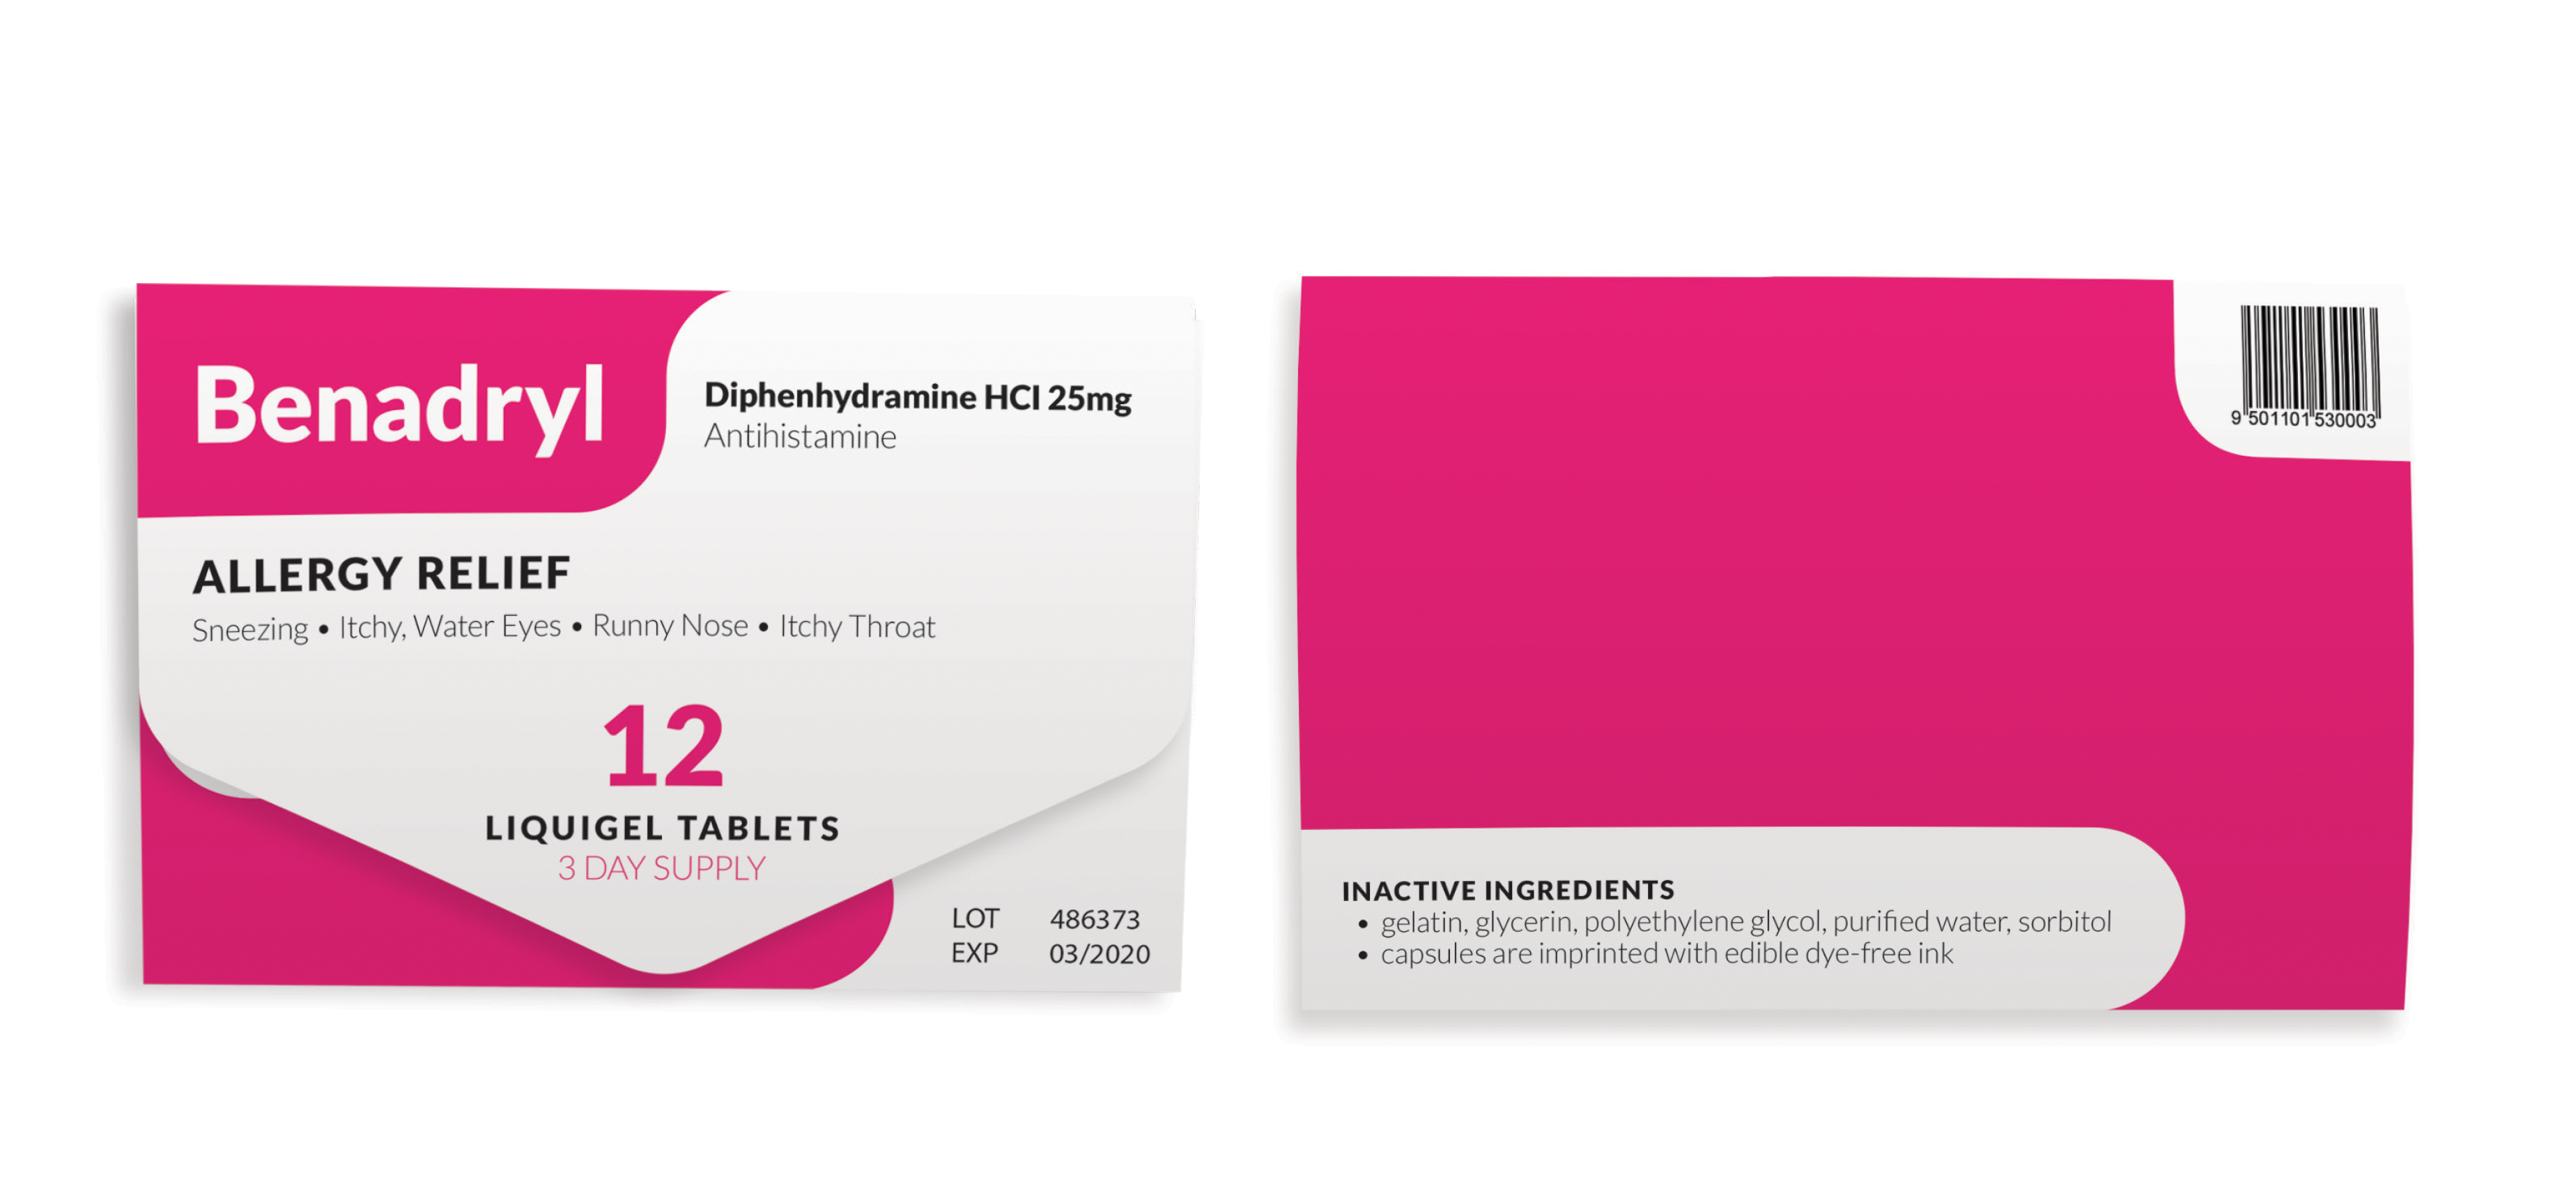 Benadryl
Diphenhydramine HCl 25mg
Antihistamine
ALLERGY RELIEF
Sneezing • Itchy, Water Eyes • Runny Nose • Itchy Throat
12
LIQUIGEL TABLETS
3 DAY SUPPLY
LOT 486373
EXP 03/2020
9 501101 530003
INACTIVE INGREDIENTS
• gelatin, glycerin, polyethylene glycol, purified water, sorbitol
• capsules are imprinted with edible dye-free ink